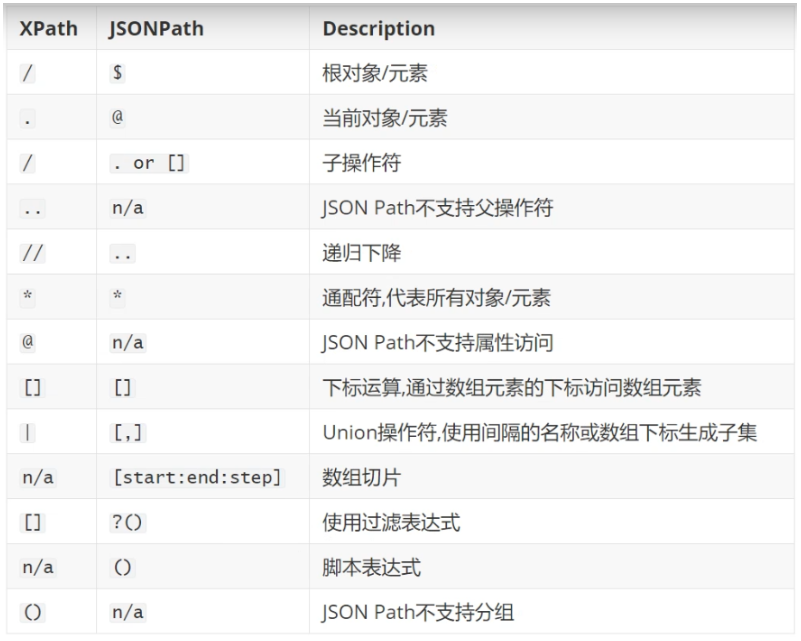 XPath JSONPath Description
/ $ 根对象/元素
. @ 当前对象/元素
/ . or [] 子操作符
.. n/a JSON Path不支持父操作符
// .. 递归下降
* * 通配符,代表所有对象/元素
@ n/a JSON Path不支持属性访问
[] [] 下标运算,通过数组元素的下标访问数组元素
| [,] Union操作符,使用间隔的名称或数组下标生成子集
n/a [start:end:step] 数组切片
[] ?() 使用过滤表达式
n/a () 脚本表达式
() n/a JSON Path不支持分组